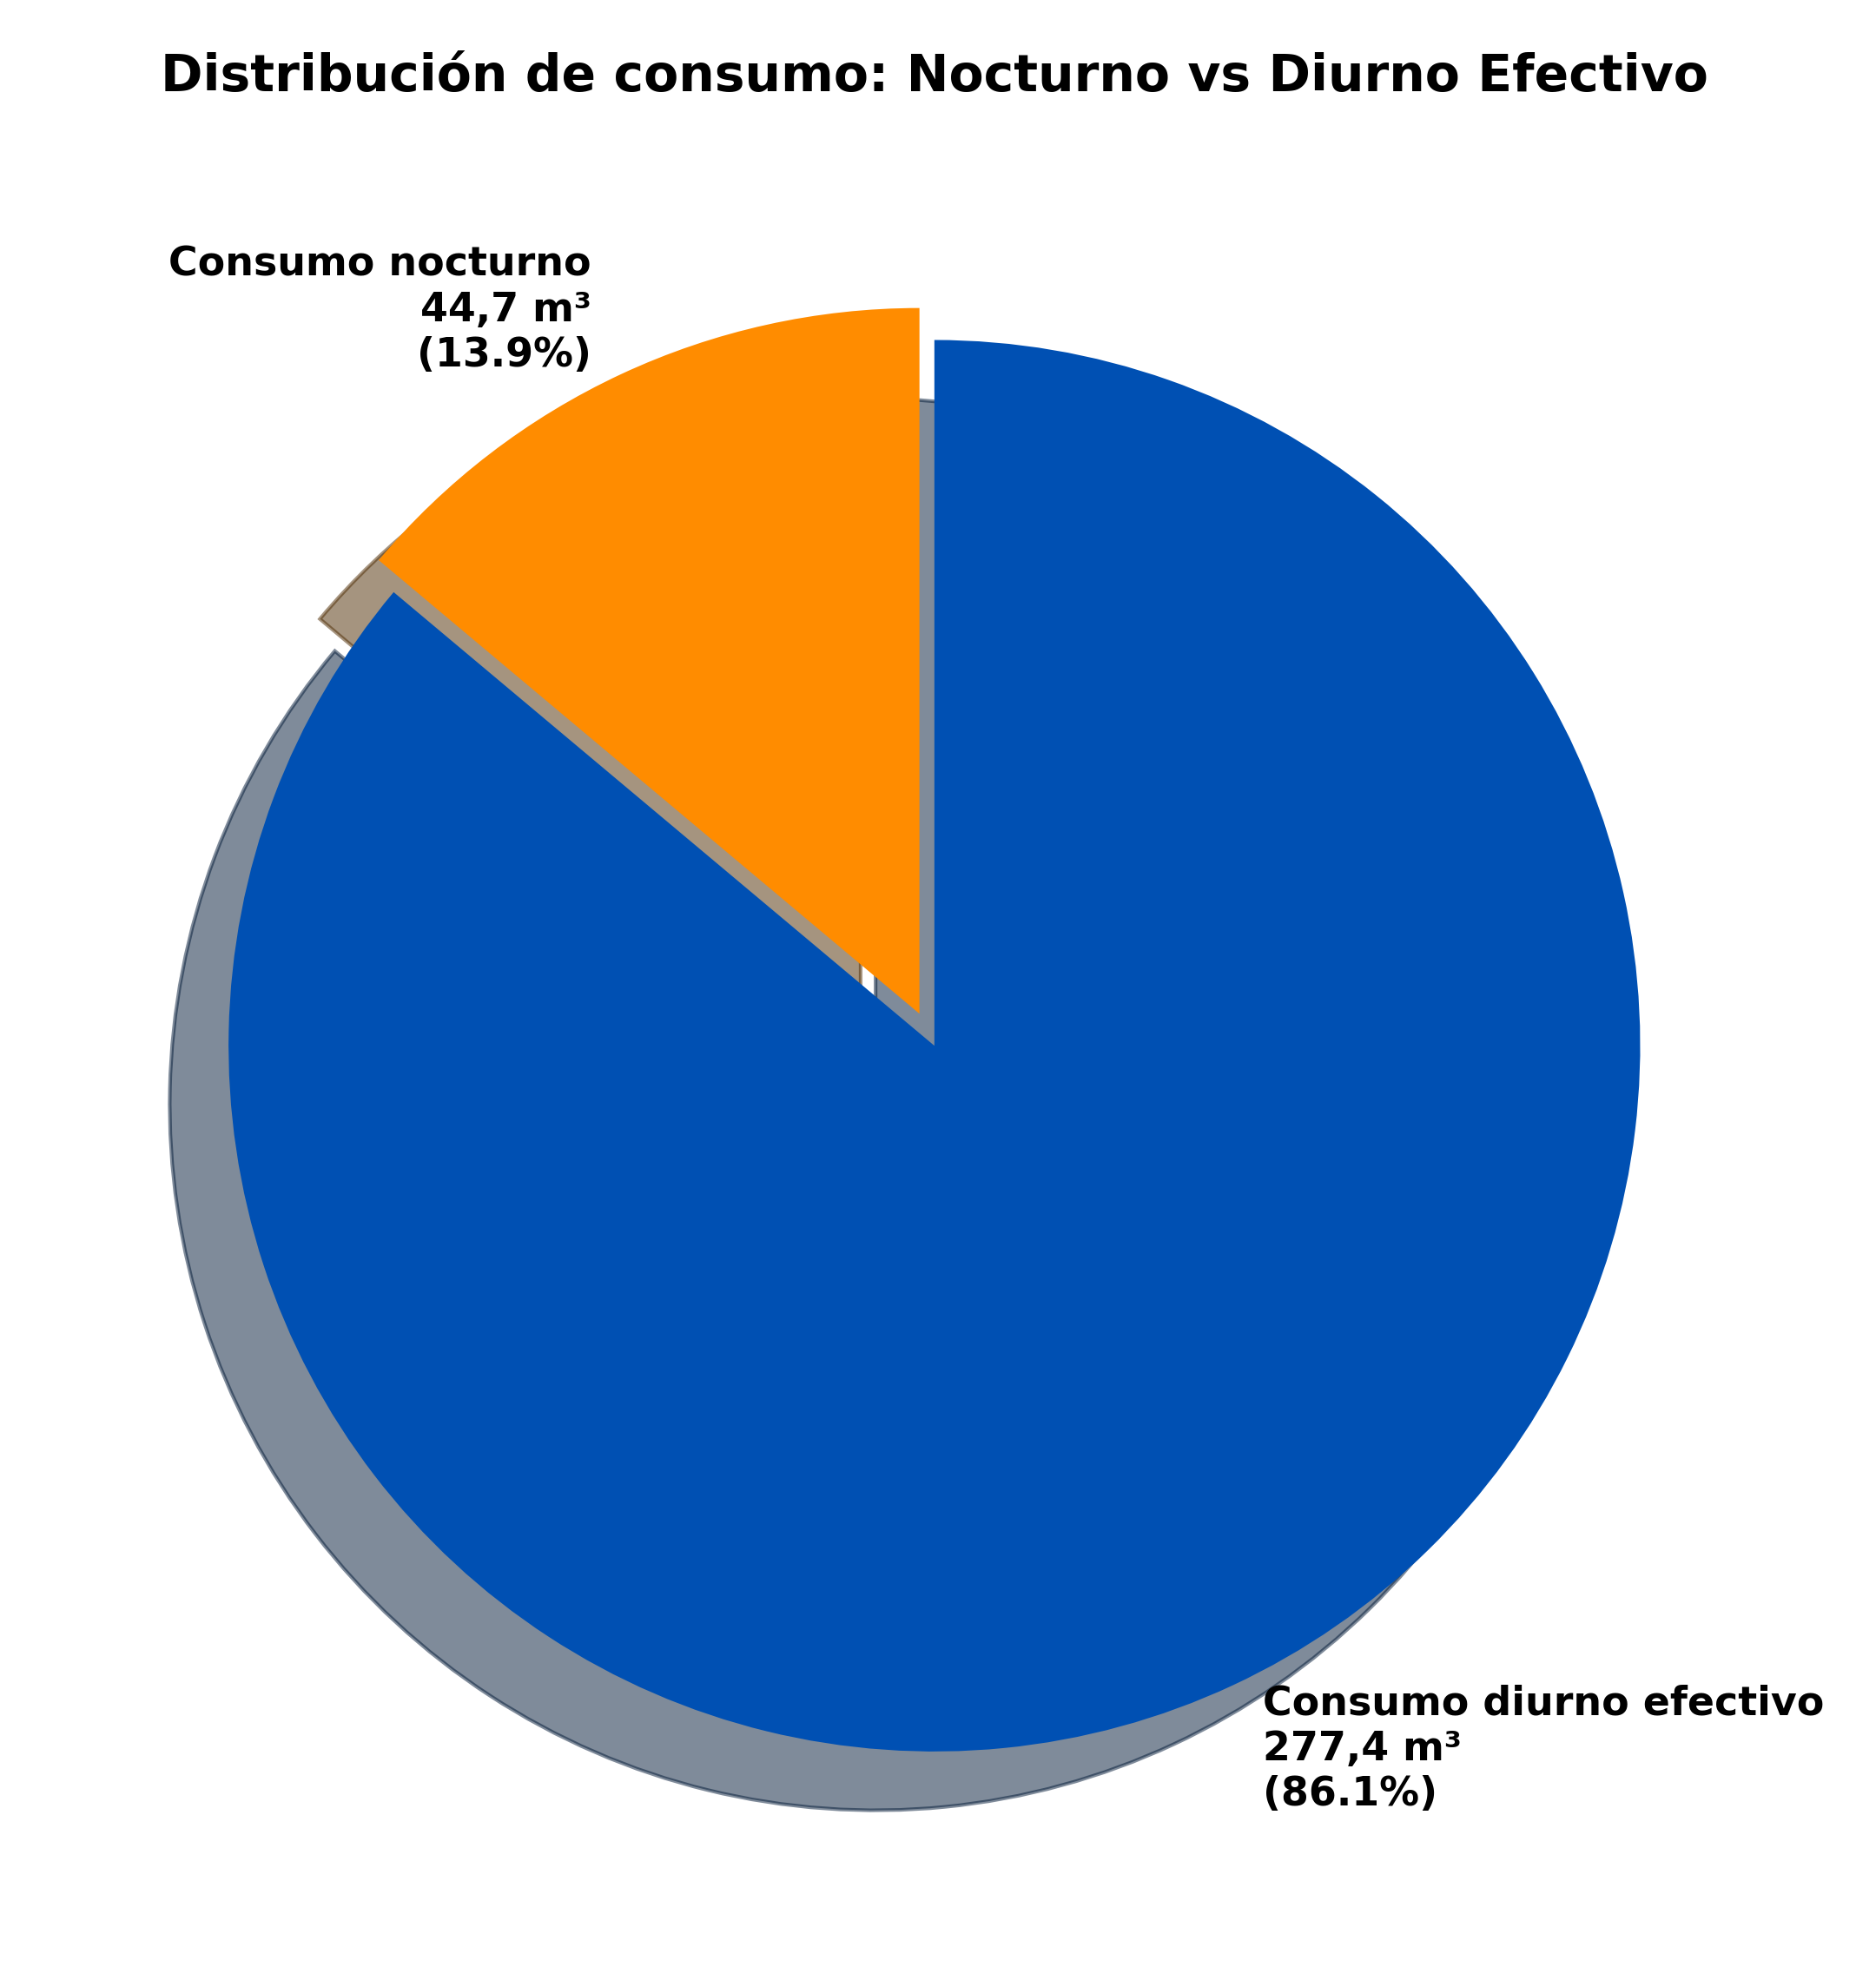 Distribución de consumo: Nocturno vs Diurno Efectivo
Consumo nocturno
44,7 m³
(13.9%)
Consumo diurno efectivo
277,4 m³
(86.1%)